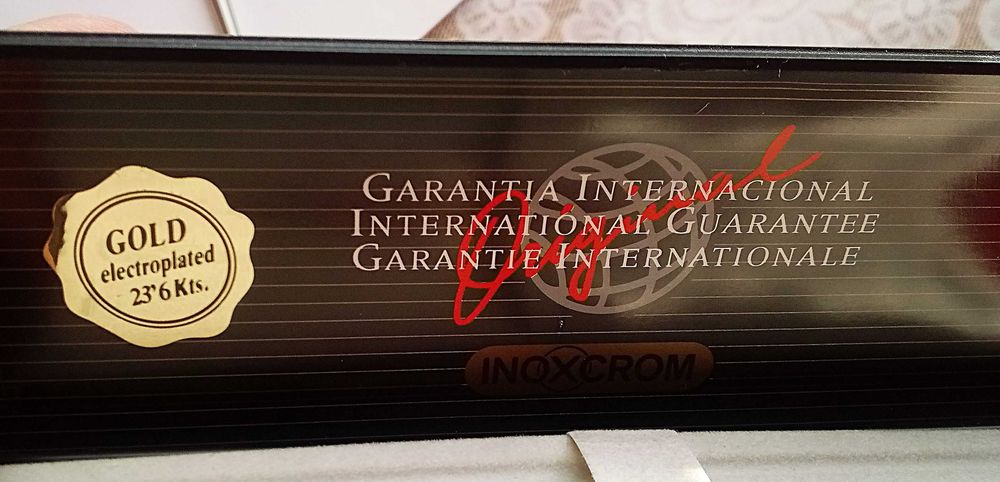 GOLD
electroplated
23'6 Kts.
GARANTIA INTERNACIONAL
INTERNATIONAL GUARANTEE
GARANTIE INTERNATIONALE
Original
INOXCROM